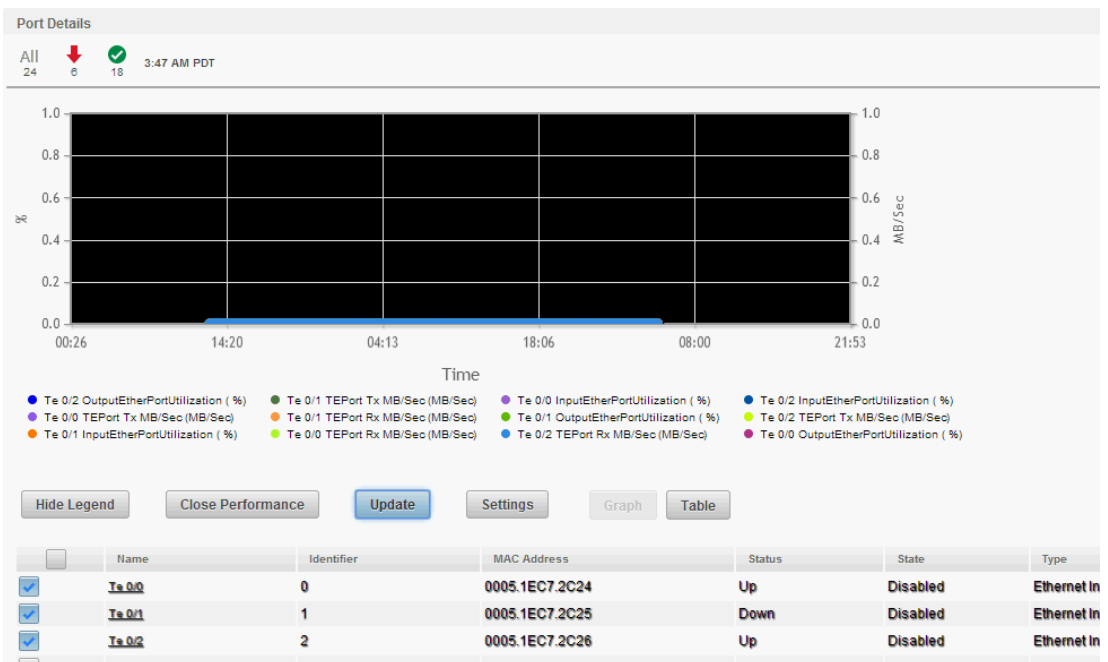 Port Details
All
24 6 18 3:47 AM PDT
1.0 1.0
0.8 0.8
0.6 0.6
% MB/Sec
0.4 0.4
0.2 0.2
0.0 0.0
00:26 14:20 04:13 18:06 08:00 21:53
Time
Te 0/2 OutputEtherPortUtilization ( %) Te 0/1 TEPort Tx MB/Sec (MB/Sec) Te 0/0 InputEtherPortUtilization ( %) Te 0/2 InputEtherPortUtilization ( %)
Te 0/0 TEPort Tx MB/Sec (MB/Sec) Te 0/1 TEPort Rx MB/Sec (MB/Sec) Te 0/1 OutputEtherPortUtilization ( %) Te 0/2 TEPort Tx MB/Sec (MB/Sec)
Te 0/1 InputEtherPortUtilization ( %) Te 0/0 TEPort Rx MB/Sec (MB/Sec) Te 0/2 TEPort Rx MB/Sec (MB/Sec) Te 0/0 OutputEtherPortUtilization ( %)
Hide Legend Close Performance Update Settings Graph Table
Name Identifier MAC Address Status State Type
Te 0/0 0 0005.1EC7.2C24 Up Disabled Ethernet In
Te 0/1 1 0005.1EC7.2C25 Down Disabled Ethernet In
Te 0/2 2 0005.1EC7.2C26 Up Disabled Ethernet In